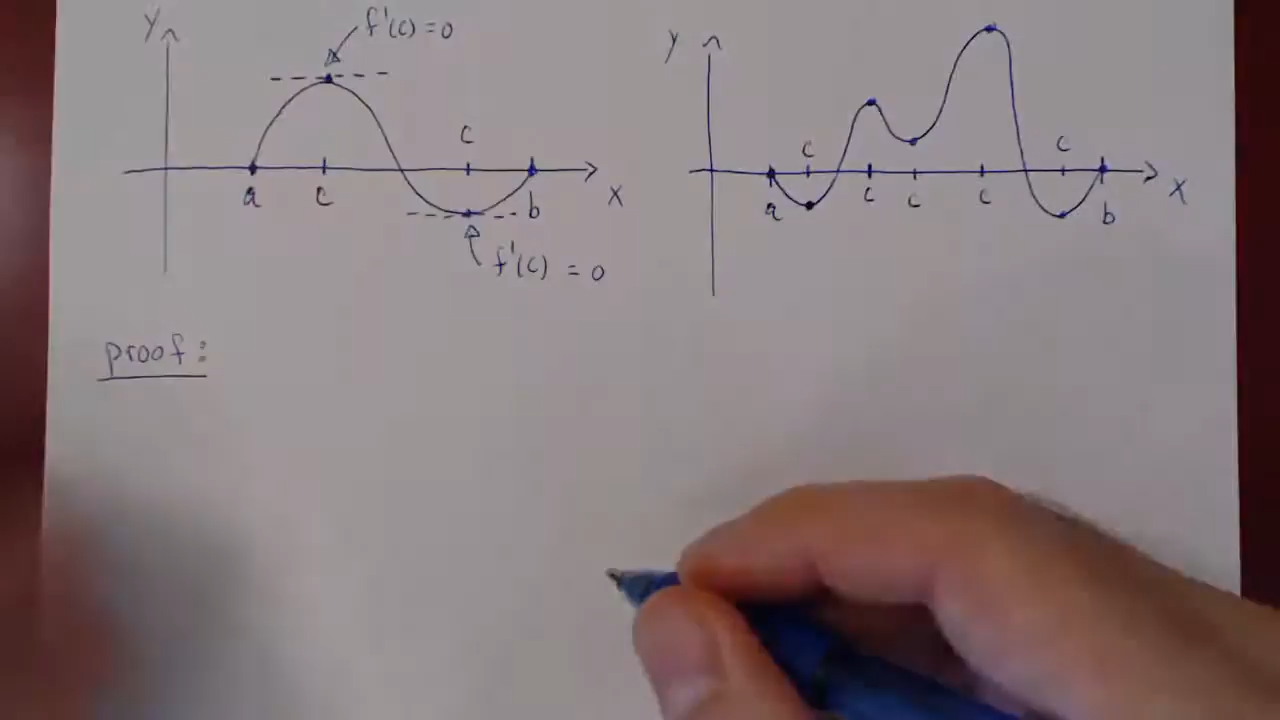 y f'(c) = 0
c
a c b x
f'(c) = 0
y
c c
a c c c b x
proof: